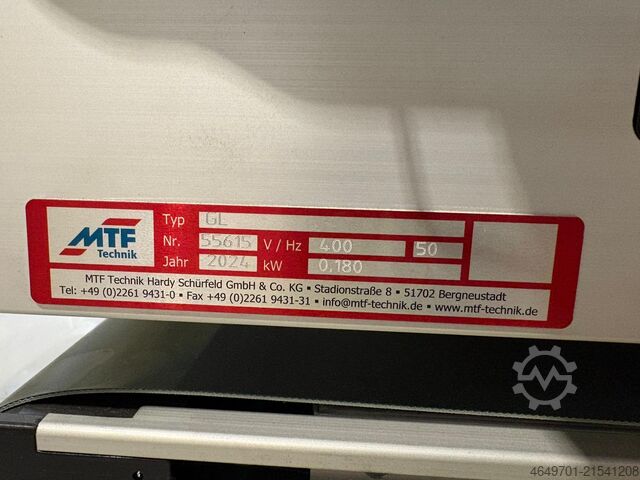 MTF
Technik
Typ GL
Nr. 55615 V / Hz 400 50
Jahr 2024 kW 0.180
MTF Technik Hardy Schürfeld GmbH & Co. KG ▪ Stadionstraße 8 ▪ 51702 Bergneustadt
Tel: +49 (0)2261 9431-0 ▪ Fax +49 (0)2261 9431-31 ▪ info@mtf-technik.de ▪ www.mtf-technik.de
4649701-21541208